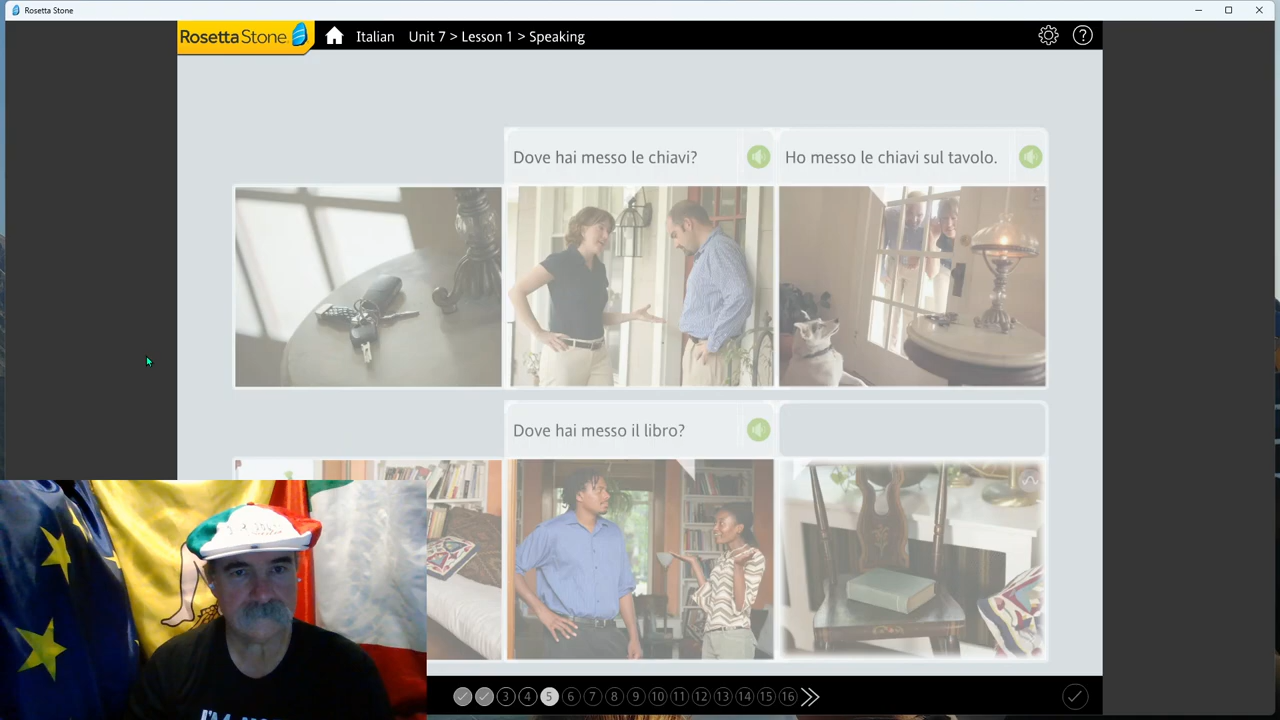 Rosetta Stone
RosettaStone
Italian Unit 7 > Lesson 1 > Speaking
Dove hai messo le chiavi?
Ho messo le chiavi sul tavolo.
Dove hai messo il libro?
3 4 5 6 7 8 9 10 11 12 13 14 15 16